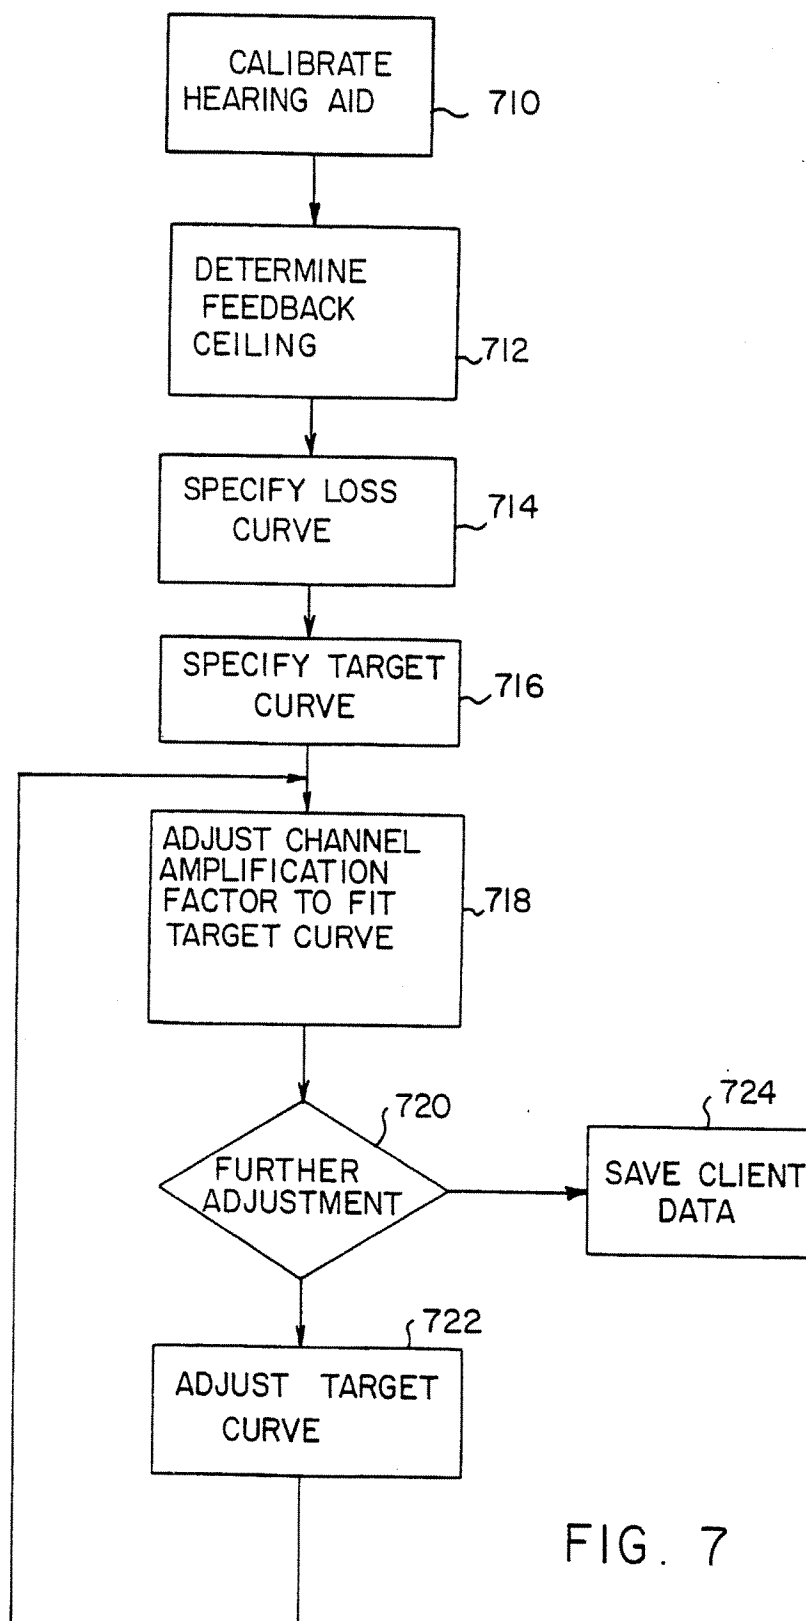 CALIBRATE
HEARING AID
710
DETERMINE
FEEDBACK
CEILING
712
SPECIFY LOSS
CURVE
714
SPECIFY TARGET
CURVE
716
ADJUST CHANNEL
AMPLIFICATION
FACTOR TO FIT
TARGET CURVE
718
720
FURTHER
ADJUSTMENT
724
SAVE CLIENT
DATA
722
ADJUST TARGET
CURVE
FIG. 7